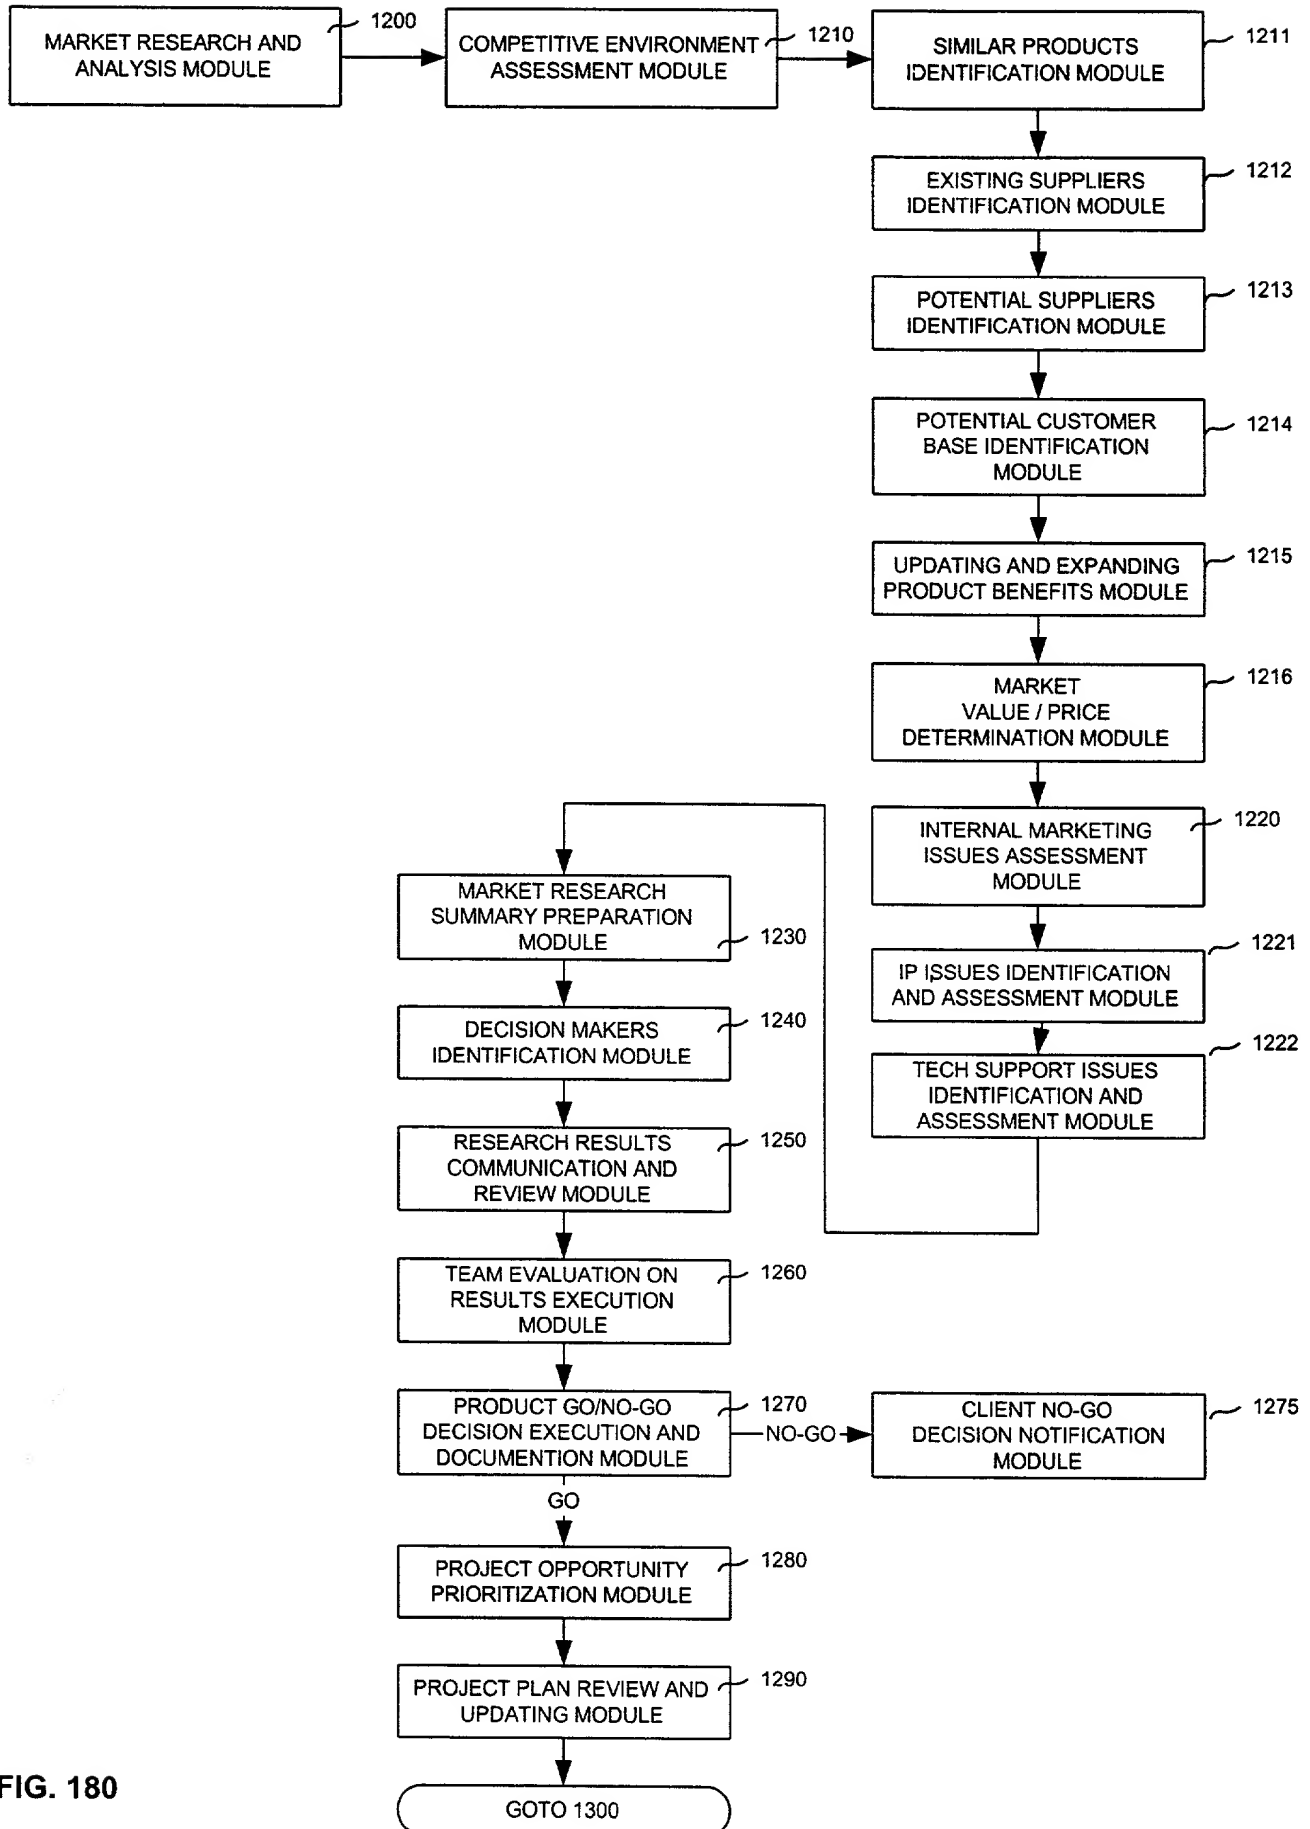 1200
MARKET RESEARCH AND
ANALYSIS MODULE
1210
COMPETITIVE ENVIRONMENT
ASSESSMENT MODULE
1211
SIMILAR PRODUCTS
IDENTIFICATION MODULE
1212
EXISTING SUPPLIERS
IDENTIFICATION MODULE
1213
POTENTIAL SUPPLIERS
IDENTIFICATION MODULE
1214
POTENTIAL CUSTOMER
BASE IDENTIFICATION
MODULE
1215
UPDATING AND EXPANDING
PRODUCT BENEFITS MODULE
1216
MARKET
VALUE / PRICE
DETERMINATION MODULE
1220
INTERNAL MARKETING
ISSUES ASSESSMENT
MODULE
1221
IP ISSUES IDENTIFICATION
AND ASSESSMENT MODULE
1222
TECH SUPPORT ISSUES
IDENTIFICATION AND
ASSESSMENT MODULE
MARKET RESEARCH
SUMMARY PREPARATION
MODULE
1230
1240
DECISION MAKERS
IDENTIFICATION MODULE
1250
RESEARCH RESULTS
COMMUNICATION AND
REVIEW MODULE
1260
TEAM EVALUATION ON
RESULTS EXECUTION
MODULE
1270
PRODUCT GO/NO-GO
DECISION EXECUTION AND
DOCUMENTION MODULE
NO-GO
1275
CLIENT NO-GO
DECISION NOTIFICATION
MODULE
GO
1280
PROJECT OPPORTUNITY
PRIORITIZATION MODULE
1290
PROJECT PLAN REVIEW AND
UPDATING MODULE
GOTO 1300
FIG. 180